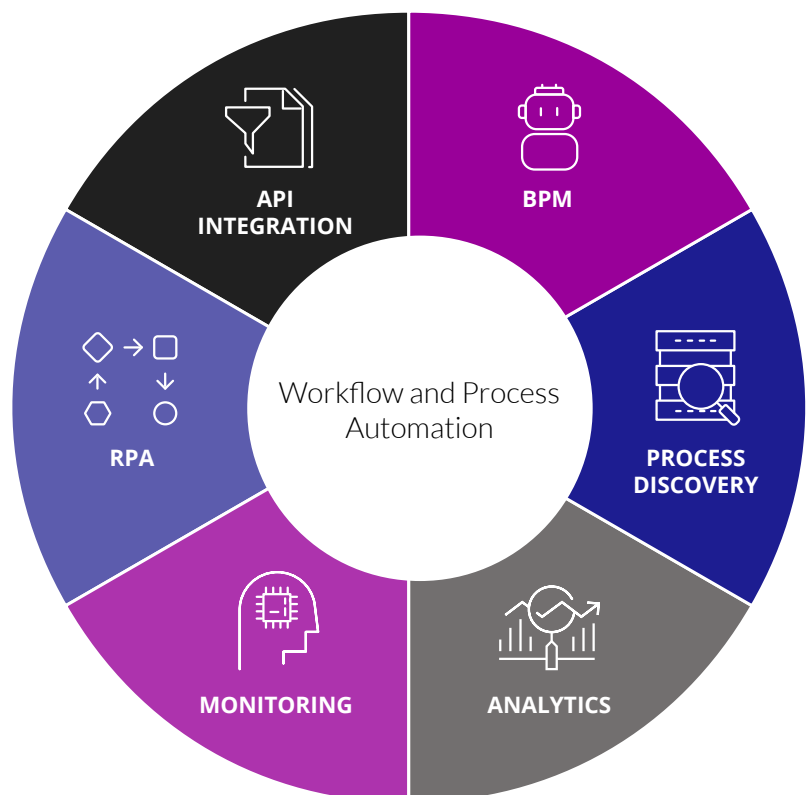 API
INTEGRATION
BPM
RPA
Workflow and Process
Automation
PROCESS
DISCOVERY
MONITORING
ANALYTICS